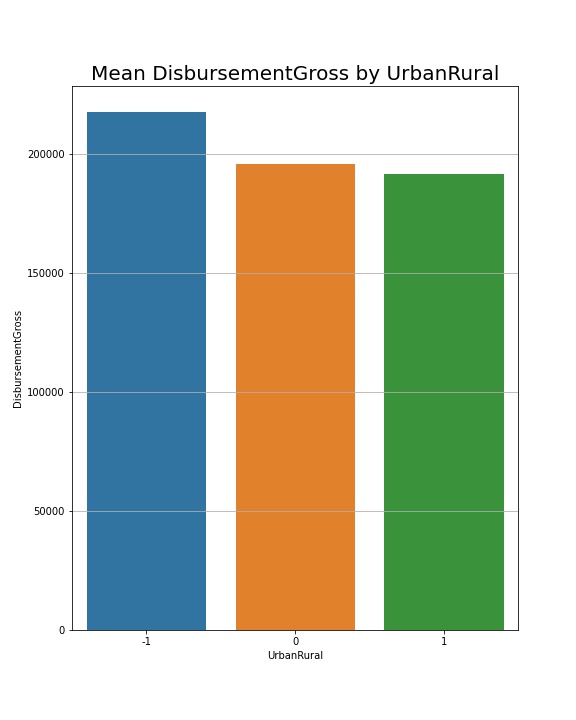 Mean DisbursementGross by UrbanRural
200000
150000
100000
50000
0
DisbursementGross
-1 0 1
UrbanRural